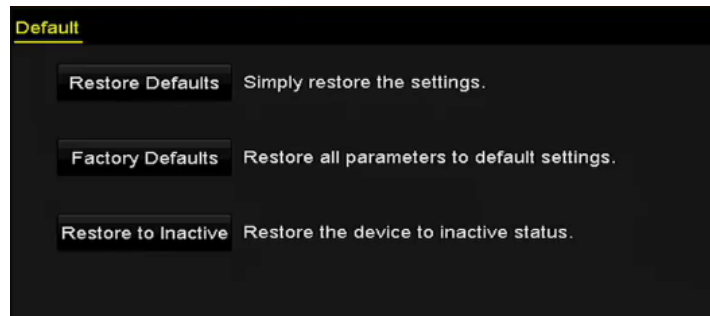 Default
Restore Defaults Simply restore the settings.
Factory Defaults Restore all parameters to default settings.
Restore to Inactive Restore the device to inactive status.